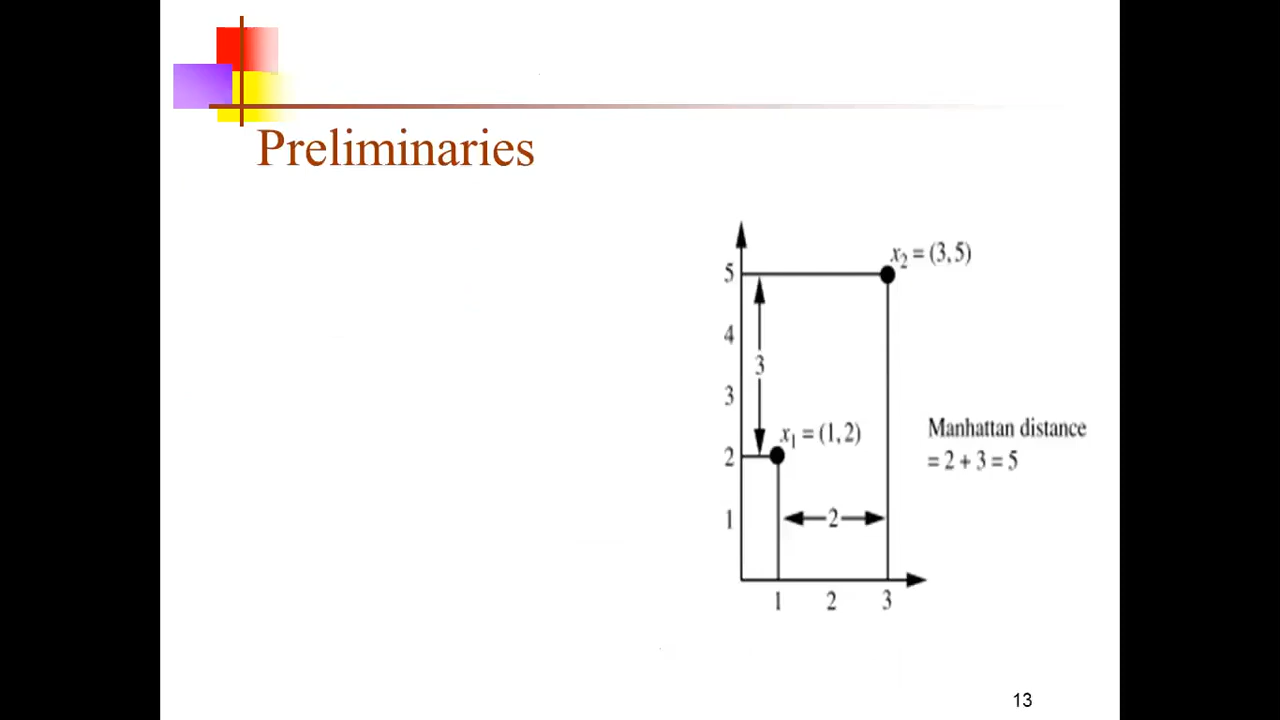 Preliminaries
x₂ = (3,5)
5
4
3
3
x₁ = (1,2)
Manhattan distance
2
= 2 + 3 = 5
1
2
1
2
3
13